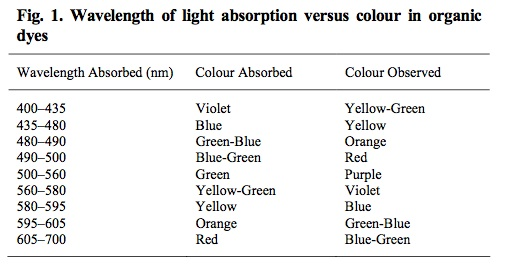 Fig. 1. Wavelength of light absorption versus colour in organic
dyes
Wavelength Absorbed (nm) Colour Absorbed Colour Observed
400–435 Violet Yellow-Green
435–480 Blue Yellow
480–490 Green-Blue Orange
490–500 Blue-Green Red
500–560 Green Purple
560–580 Yellow-Green Violet
580–595 Yellow Blue
595–605 Orange Green-Blue
605–700 Red Blue-Green